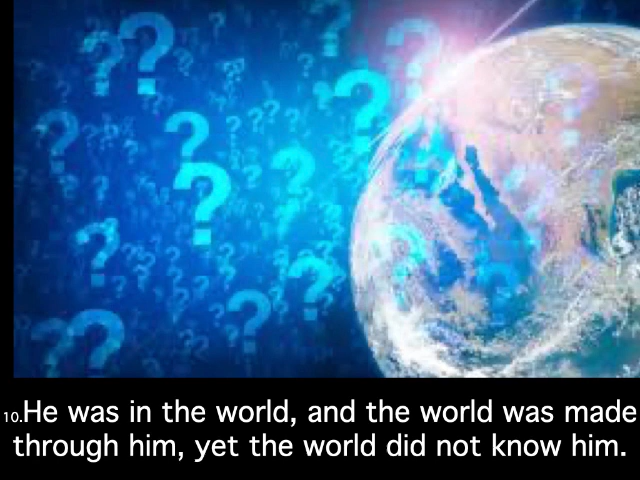 10.He was in the world, and the world was made
through him, yet the world did not know him.